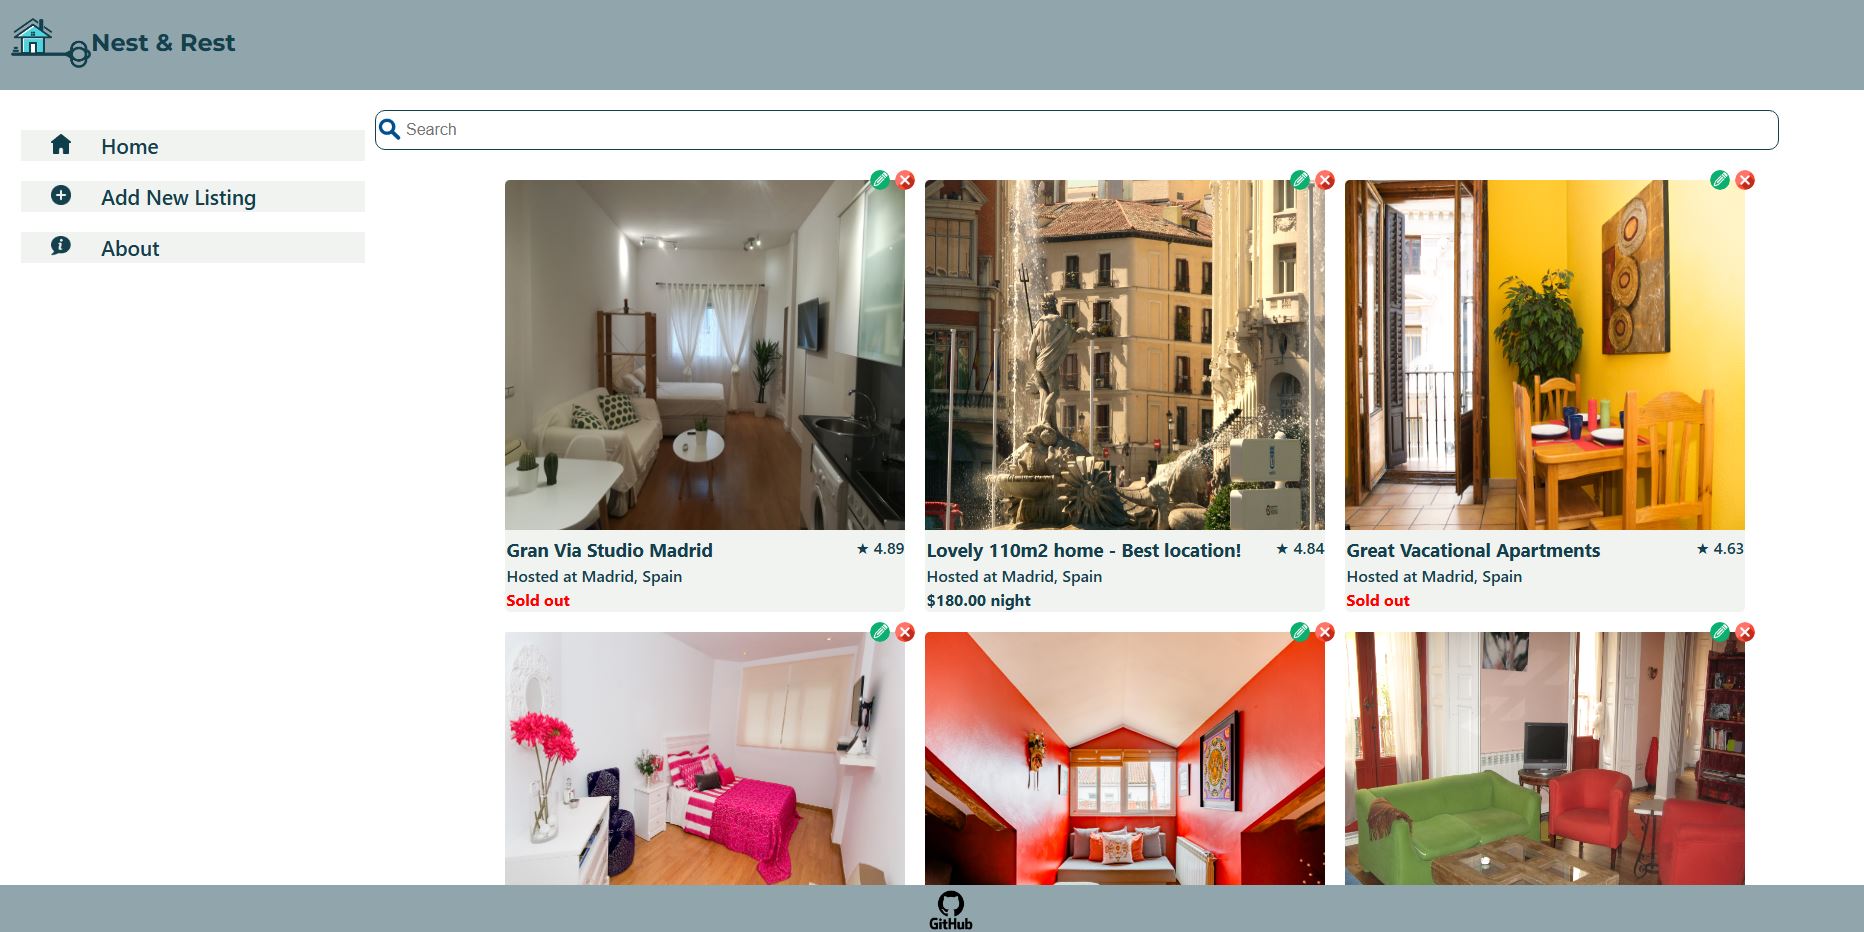 Nest & Rest
Search
Home
Add New Listing
About
Gran Via Studio Madrid
★ 4.89
Hosted at Madrid, Spain
Sold out
Lovely 110m2 home - Best location!
★ 4.84
Hosted at Madrid, Spain
$180.00 night
Great Vacational Apartments
★ 4.63
Hosted at Madrid, Spain
Sold out
GitHub